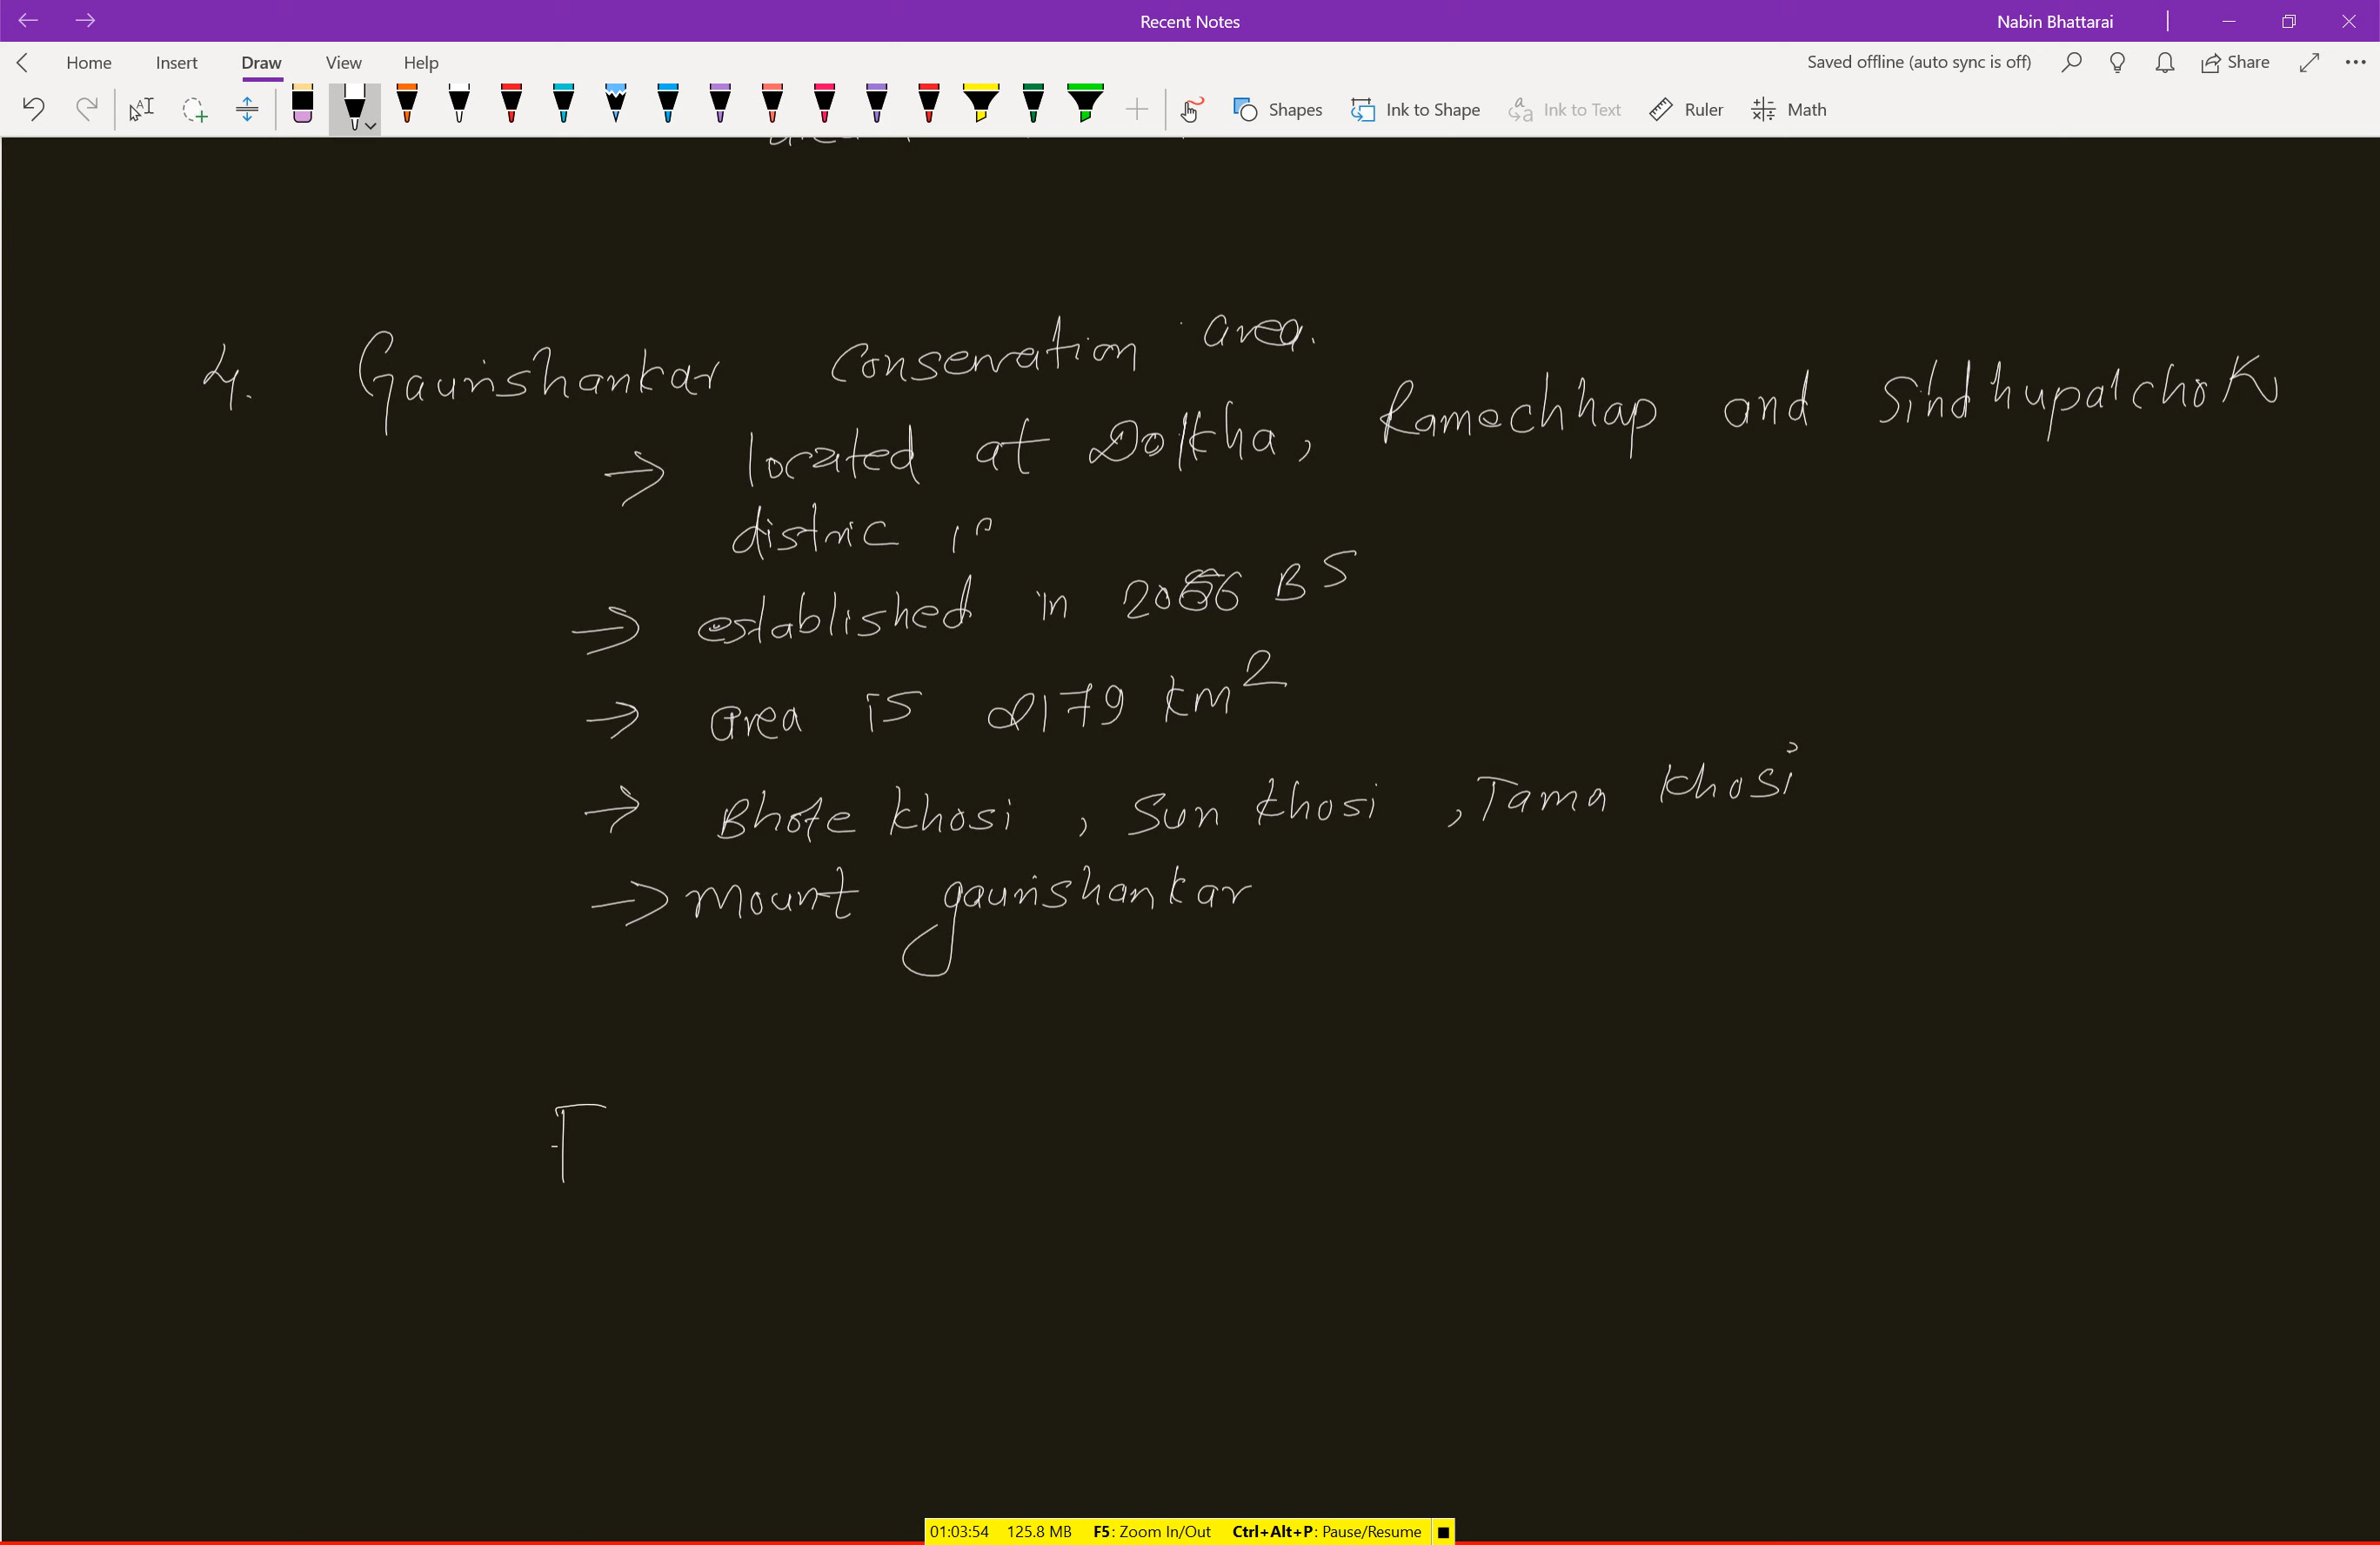 Recent Notes
Nabin Bhattarai
Home Insert Draw View Help
Saved offline (auto sync is off)
Share
Shapes Ink to Shape Ink to Text Ruler Math
4. Gaurishankar Conservation area.
→ located at Dolkha, Ramechhap and Sindhupalchok
distric
→ established in 2066 BS
→ area is 2179 km²
→ Bhote khosi, Sun khosi, Tama khosi
→ mount gaurishankar
01:03:54 125.8 MB F5: Zoom In/Out Ctrl+Alt+P: Pause/Resume